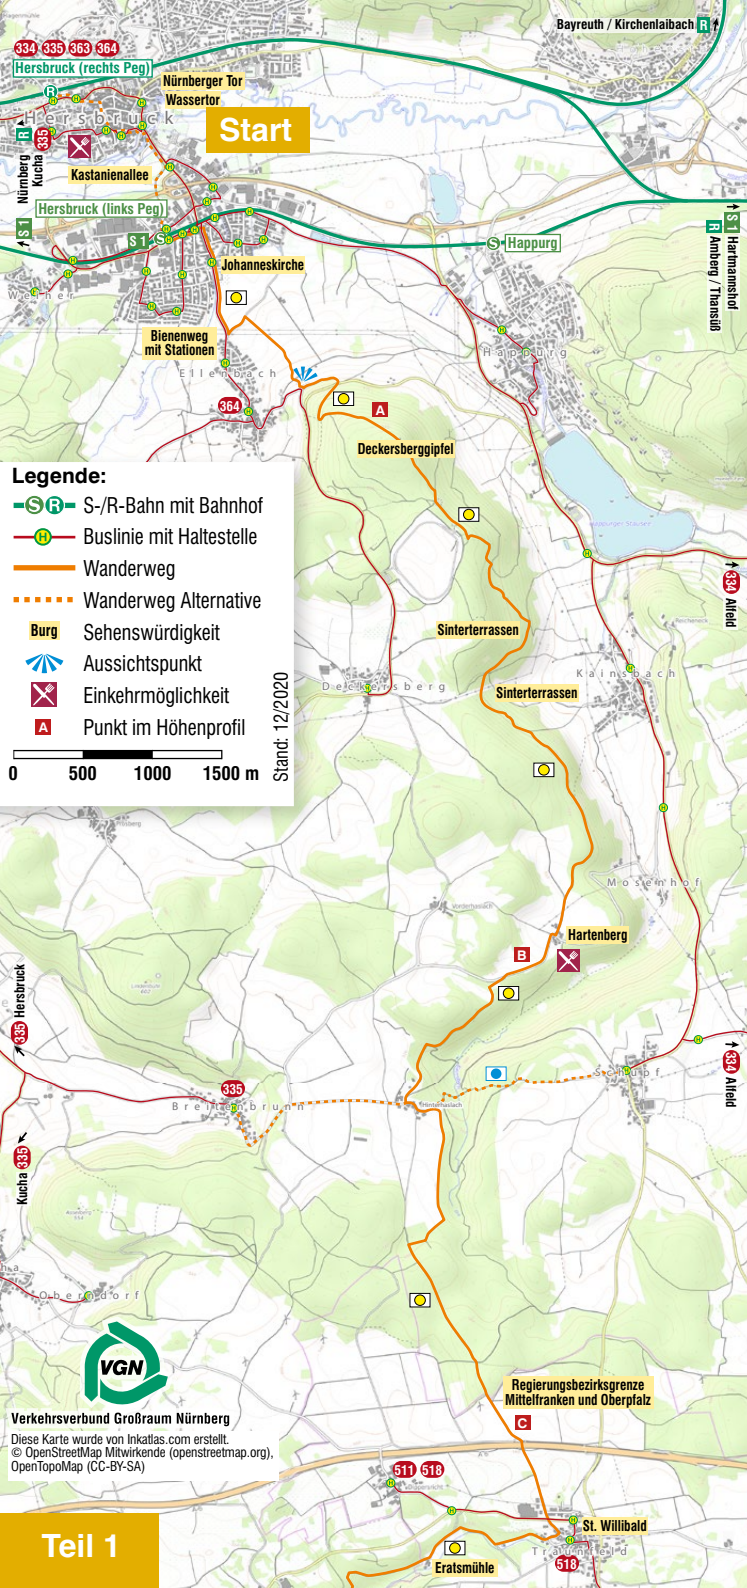 Bayreuth / Kirchenlaibach R
334 335 363 364
Hersbruck (rechts Peg)
R
Nürnberger Tor
Wassertor
Hersbruck
Start
R
Nürnberg
Kucha 335
Kastanienallee
Hersbruck (links Peg)
S 1
S 1 S
S Happurg
S 1 Hartmannshof
R Amberg / Thansüß
Johanneskirche
Weiher
Bienenweg
mit Stationen
Happurg
Ellenbach
364
A
Deckersberggipfel
Happurger Stausee
Legende:
S R S-/R-Bahn mit Bahnhof
H Buslinie mit Haltestelle
Wanderweg
Wanderweg Alternative
Burg Sehenswürdigkeit
Aussichtspunkt
Einkehrmöglichkeit
A Punkt im Höhenprofil
0 500 1000 1500 m
Stand: 12/2020
334 Alfeld
Sinterterrassen
Kainsbach
Deckersberg
Sinterterrassen
Mosenhof
Vorderhaslach
Hartenberg
B
335 Hersbruck
334 Alfeld
Schupf
335
Breitenbrunn
Hinterhaslach
Kucha 335
Oberndorf
VGN
Verkehrsverbund Großraum Nürnberg
Diese Karte wurde von Inkatlas.com erstellt.
© OpenStreetMap Mitwirkende (openstreetmap.org),
OpenTopoMap (CC-BY-SA)
Regierungsbezirksgrenze
Mittelfranken und Oberpfalz
C
A6
511 518
St. Willibald
Traunfeld
518
Eratsmühle
Teil 1